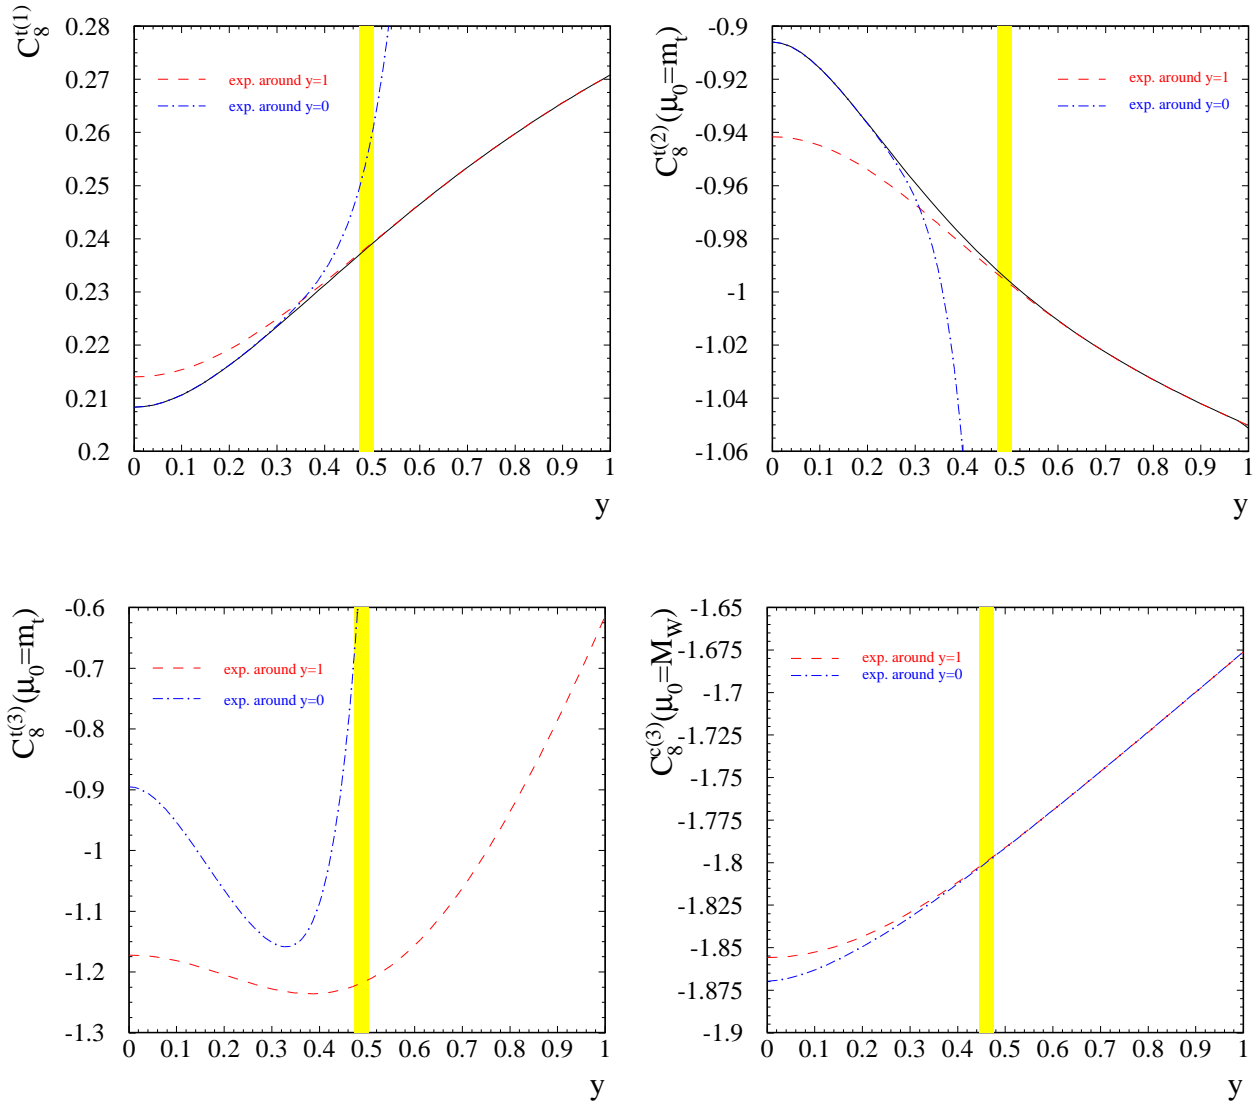 C₈^t(1)
0.28
0.27
0.26
0.25
0.24
0.23
0.22
0.21
0.2
exp. around y=1
exp. around y=0
0 0.1 0.2 0.3 0.4 0.5 0.6 0.7 0.8 0.9 1
y
C₈^t(2)(μ₀=mₜ)
-0.9
-0.92
-0.94
-0.96
-0.98
-1
-1.02
-1.04
-1.06
exp. around y=1
exp. around y=0
0 0.1 0.2 0.3 0.4 0.5 0.6 0.7 0.8 0.9 1
y
C₈^t(3)(μ₀=mₜ)
-0.6
-0.7
-0.8
-0.9
-1
-1.1
-1.2
-1.3
exp. around y=1
exp. around y=0
0 0.1 0.2 0.3 0.4 0.5 0.6 0.7 0.8 0.9 1
y
C₈^c(3)(μ₀=M_W)
-1.65
-1.675
-1.7
-1.725
-1.75
-1.775
-1.8
-1.825
-1.85
-1.875
-1.9
exp. around y=1
exp. around y=0
0 0.1 0.2 0.3 0.4 0.5 0.6 0.7 0.8 0.9 1
y